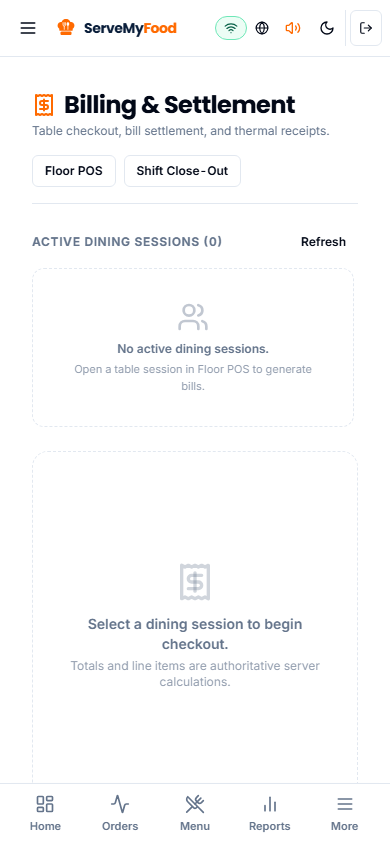 ServeMyFood
Billing & Settlement
Table checkout, bill settlement, and thermal receipts.
Floor POS
Shift Close-Out
ACTIVE DINING SESSIONS (0)
Refresh
No active dining sessions.
Open a table session in Floor POS to generate
bills.
Select a dining session to begin
checkout.
Totals and line items are authoritative server
calculations.
Home
Orders
Menu
Reports
More